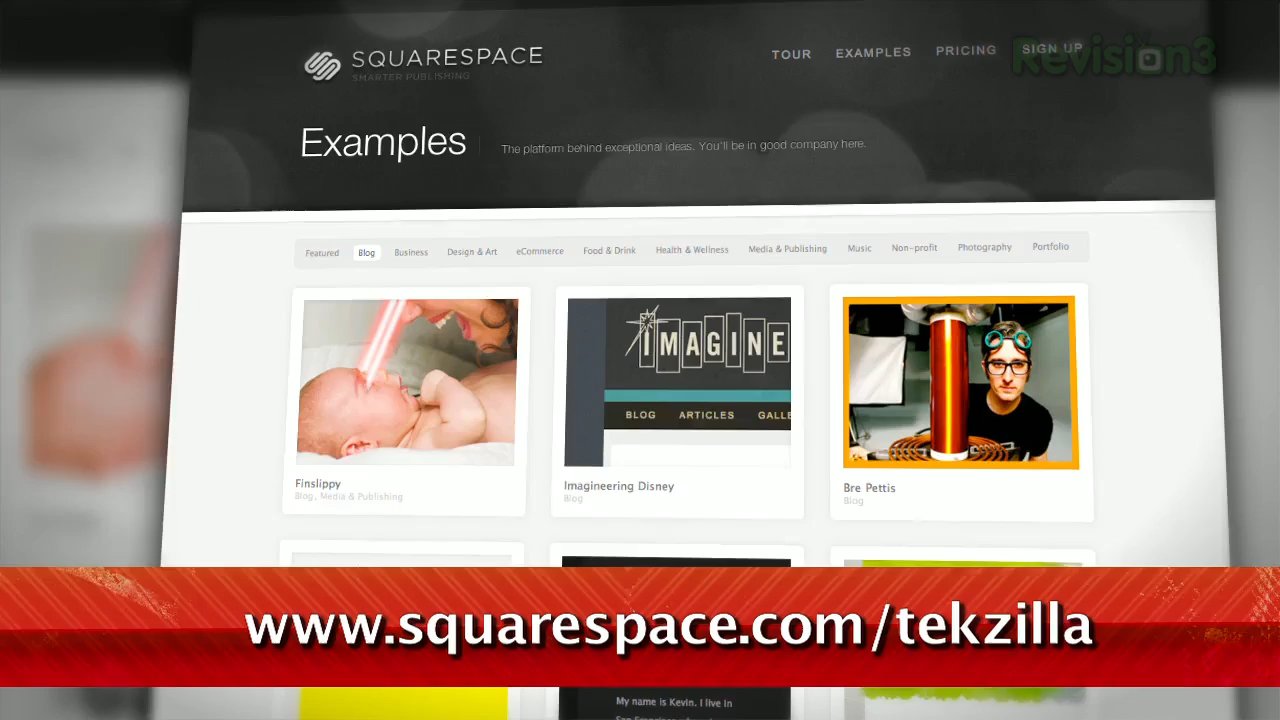 SQUARESPACE
SMARTER PUBLISHING
TOUR EXAMPLES PRICING SIGN UP
Revision3
Examples
The platform behind exceptional ideas. You'll be in good company here.
Featured Blog Business Design & Art eCommerce Food & Drink Health & Wellness Media & Publishing Music Non-profit Photography Portfolio
IMAGINE
BLOG ARTICLES GALLE
Finslippy
Blog, Media & Publishing
Imagineering Disney
Blog
Bre Pettis
Blog
www.squarespace.com/tekzilla
My name is Kevin. I live in
San Francisco